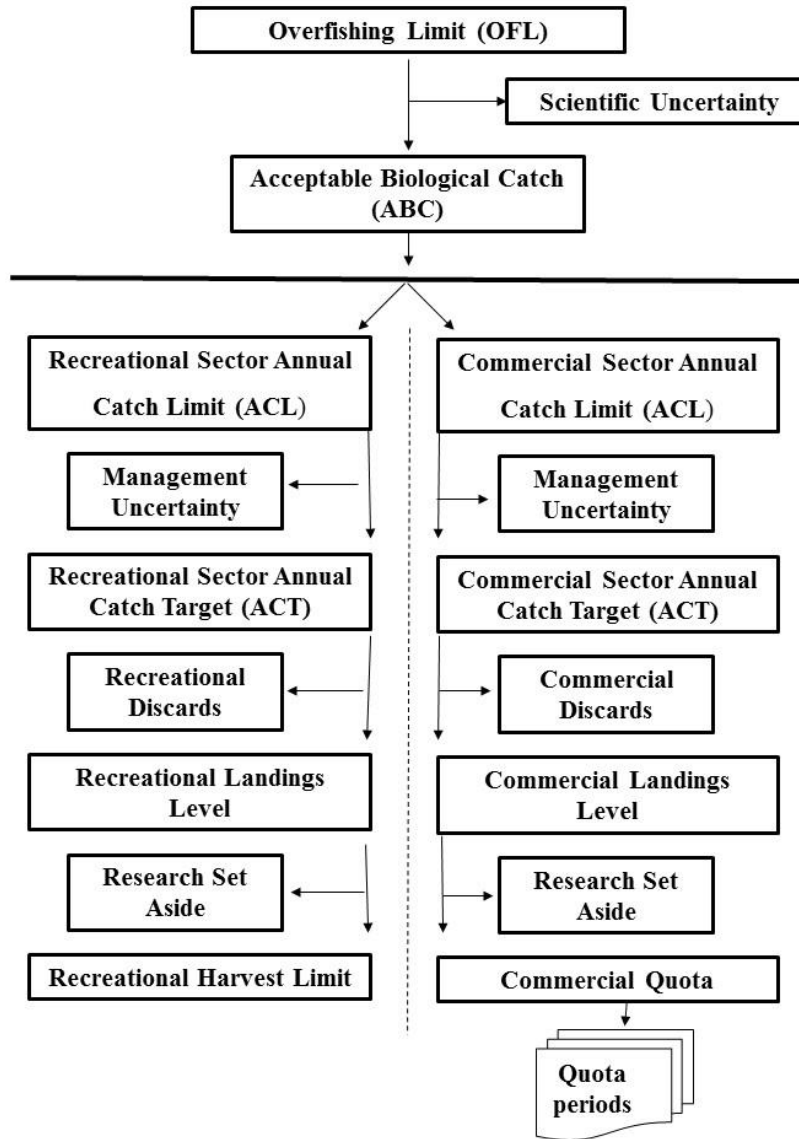 Overfishing Limit (OFL)
Scientific Uncertainty
Acceptable Biological Catch
(ABC)
Recreational Sector Annual
Catch Limit (ACL)
Commercial Sector Annual
Catch Limit (ACL)
Management
Uncertainty
Management
Uncertainty
Recreational Sector Annual
Catch Target (ACT)
Commercial Sector Annual
Catch Target (ACT)
Recreational
Discards
Commercial
Discards
Recreational Landings
Level
Commercial Landings
Level
Research Set
Aside
Research Set
Aside
Recreational Harvest Limit
Commercial Quota
Quota
periods